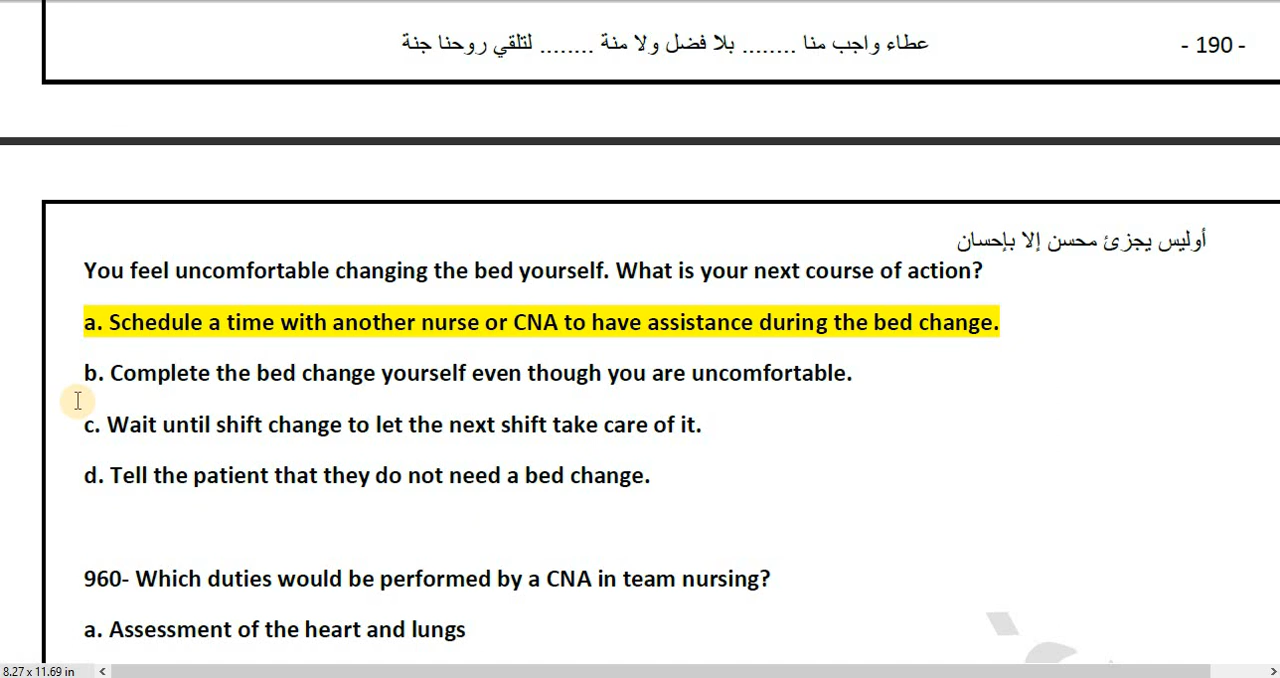 عطاء واجب منا ........ بلا فضل ولا منة ........ لتلقي روحنا جنة
- 190 -
أوليس يجزئ محسن إلا بإحسان
You feel uncomfortable changing the bed yourself. What is your next course of action?
a. Schedule a time with another nurse or CNA to have assistance during the bed change.
b. Complete the bed change yourself even though you are uncomfortable.
c. Wait until shift change to let the next shift take care of it.
d. Tell the patient that they do not need a bed change.
960- Which duties would be performed by a CNA in team nursing?
a. Assessment of the heart and lungs
8.27 x 11.69 in